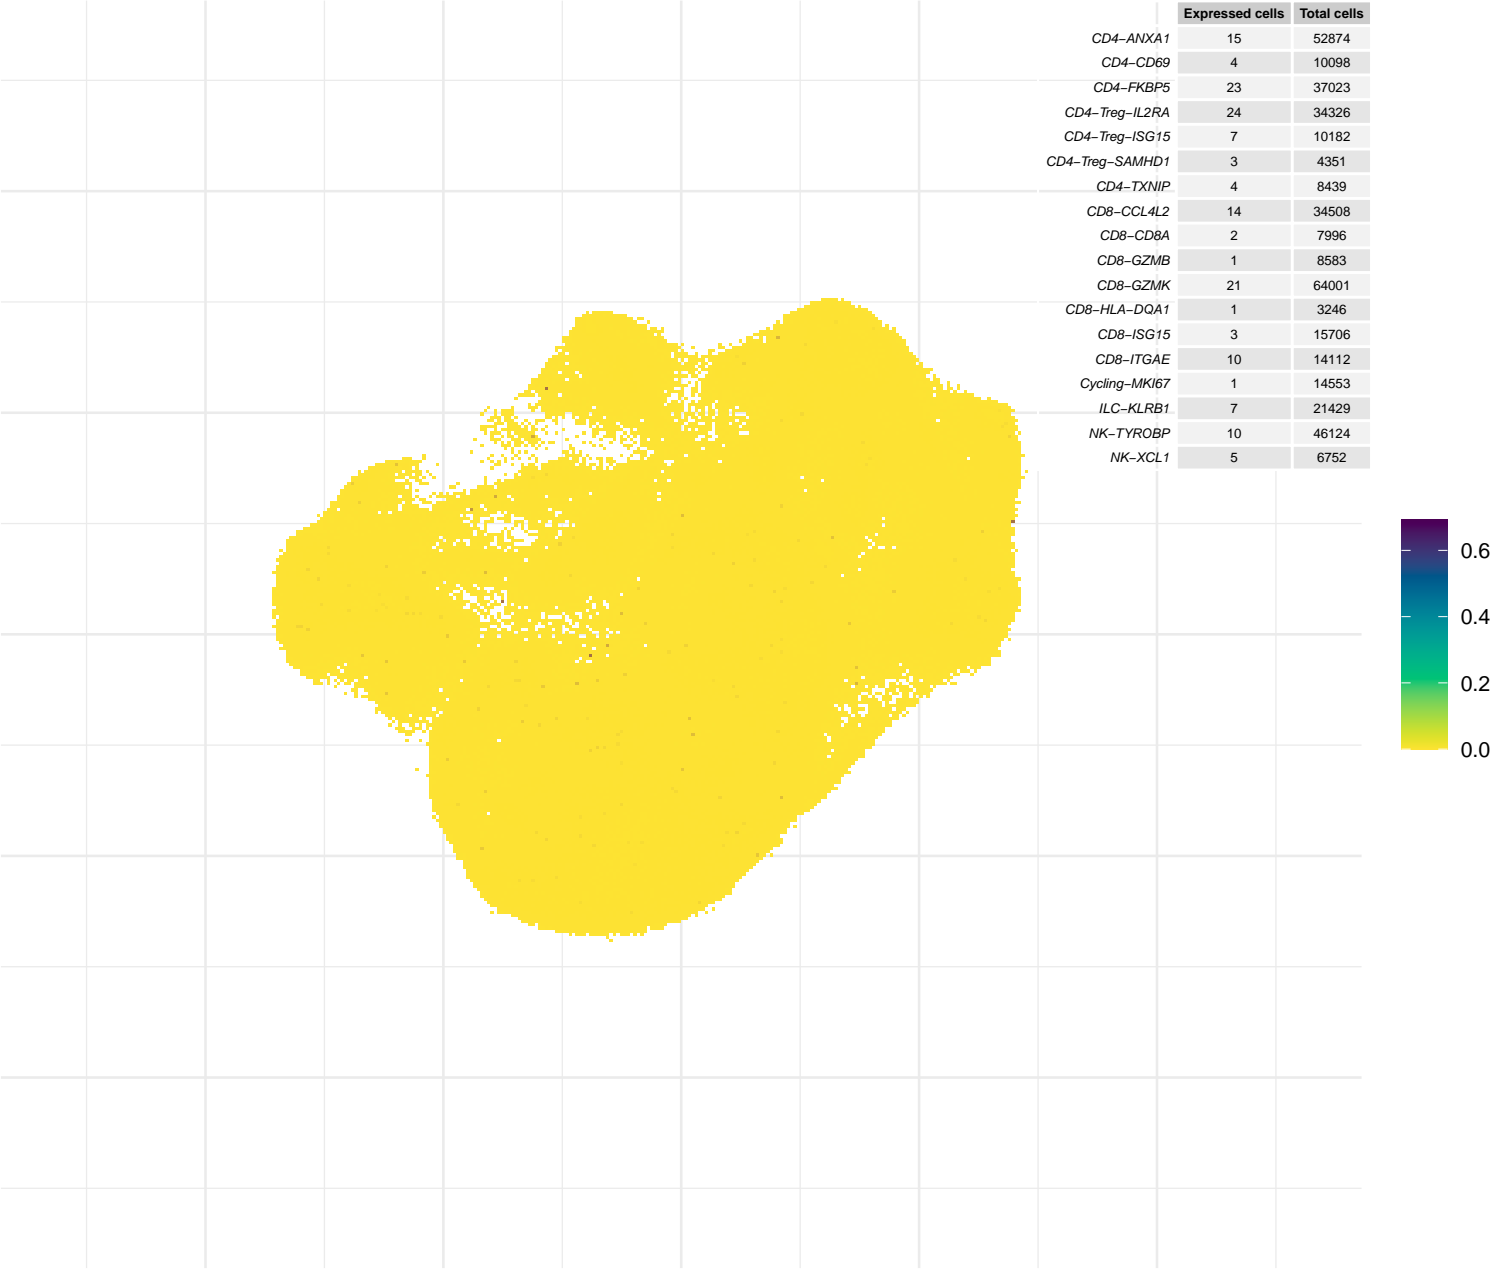 Expressed cells Total cells
CD4−ANXA1 15 52874
CD4−CD69 4 10098
CD4−FKBP5 23 37023
CD4−Treg−IL2RA 24 34326
CD4−Treg−ISG15 7 10182
CD4−Treg−SAMHD1 3 4351
CD4−TXNIP 4 8439
CD8−CCL4L2 14 34508
CD8−CD8A 2 7996
CD8−GZMB 1 8583
CD8−GZMK 21 64001
CD8−HLA−DQA1 1 3246
CD8−ISG15 3 15706
CD8−ITGAE 10 14112
Cycling−MKI67 1 14553
ILC−KLRB1 7 21429
NK−TYROBP 10 46124
NK−XCL1 5 6752
0.6
0.4
0.2
0.0